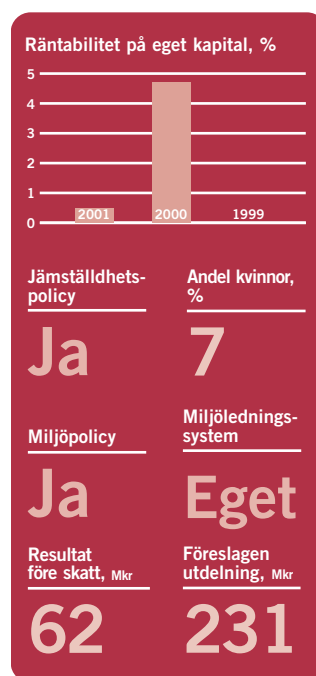 Räntabilitet på eget kapital, %
5
4
3
2
1
0
2001 2000 1999
Jämställdhets-
policy
Ja
Andel kvinnor,
%
7
Miljöpolicy
Ja
Miljölednings-
system
Eget
Resultat
före skatt, Mkr
62
Föreslagen
utdelning, Mkr
231